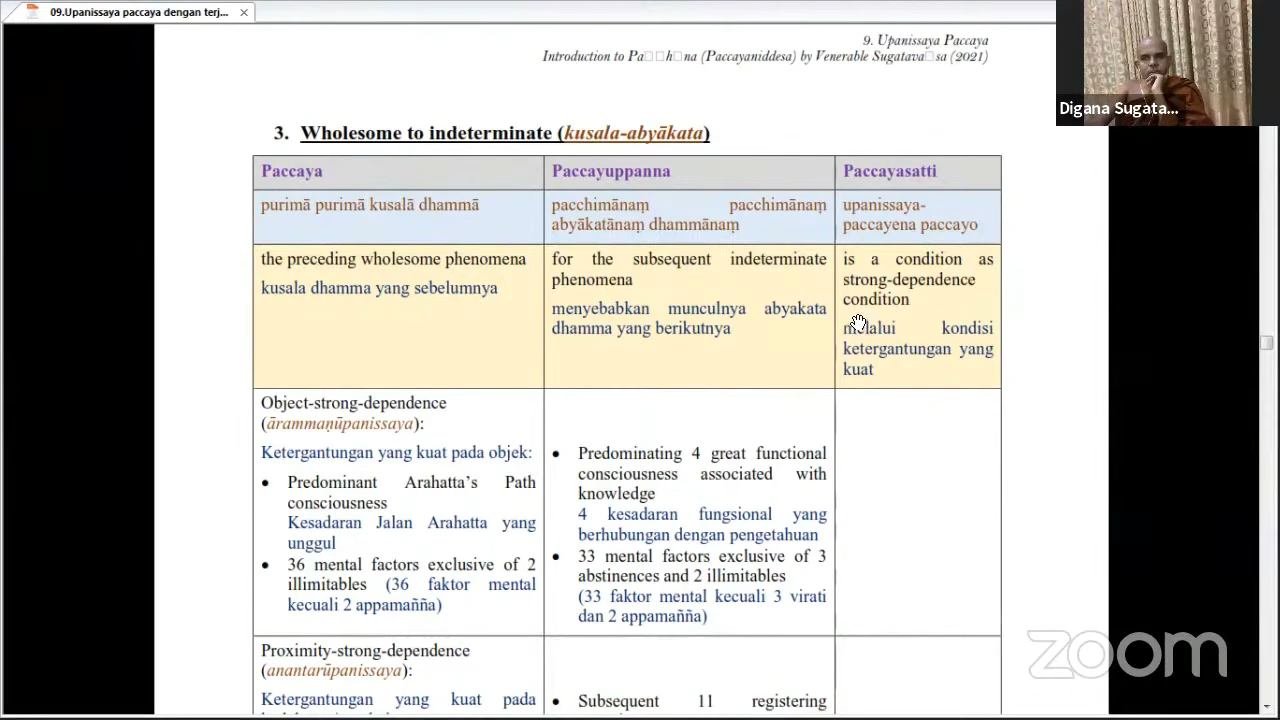 09.Upanissaya paccaya dengan terj...
9. Upanissaya Paccaya
Introduction to Pa□□h□na (Paccayaniddesa) by Venerable Sugatava□sa (2021)
Digana Sugata...
3. Wholesome to indeterminate (kusala-abyākata)
Paccaya
Paccayuppanna
Paccayasatti
purimā purimā kusalā dhammā
pacchimānaṃ pacchimānaṃ
abyākatānaṃ dhammānaṃ
upanissaya-
paccayena paccayo
the preceding wholesome phenomena
kusala dhamma yang sebelumnya
for the subsequent indeterminate
phenomena
menyebabkan munculnya abyakata
dhamma yang berikutnya
is a condition as
strong-dependence
condition
melalui kondisi
ketergantungan yang
kuat
Object-strong-dependence
(ārammaṇūpanissaya):
Ketergantungan yang kuat pada objek:
• Predominant Arahatta's Path
consciousness
Kesadaran Jalan Arahatta yang
unggul
• 36 mental factors exclusive of 2
illimitables (36 faktor mental
kecuali 2 appamañña)
• Predominating 4 great functional
consciousness associated with
knowledge
4 kesadaran fungsional yang
berhubungan dengan pengetahuan
• 33 mental factors exclusive of 3
abstinences and 2 illimitables
(33 faktor mental kecuali 3 virati
dan 2 appamañña)
Proximity-strong-dependence
(anantarūpanissaya):
Ketergantungan yang kuat pada
• Subsequent 11 registering
zoom